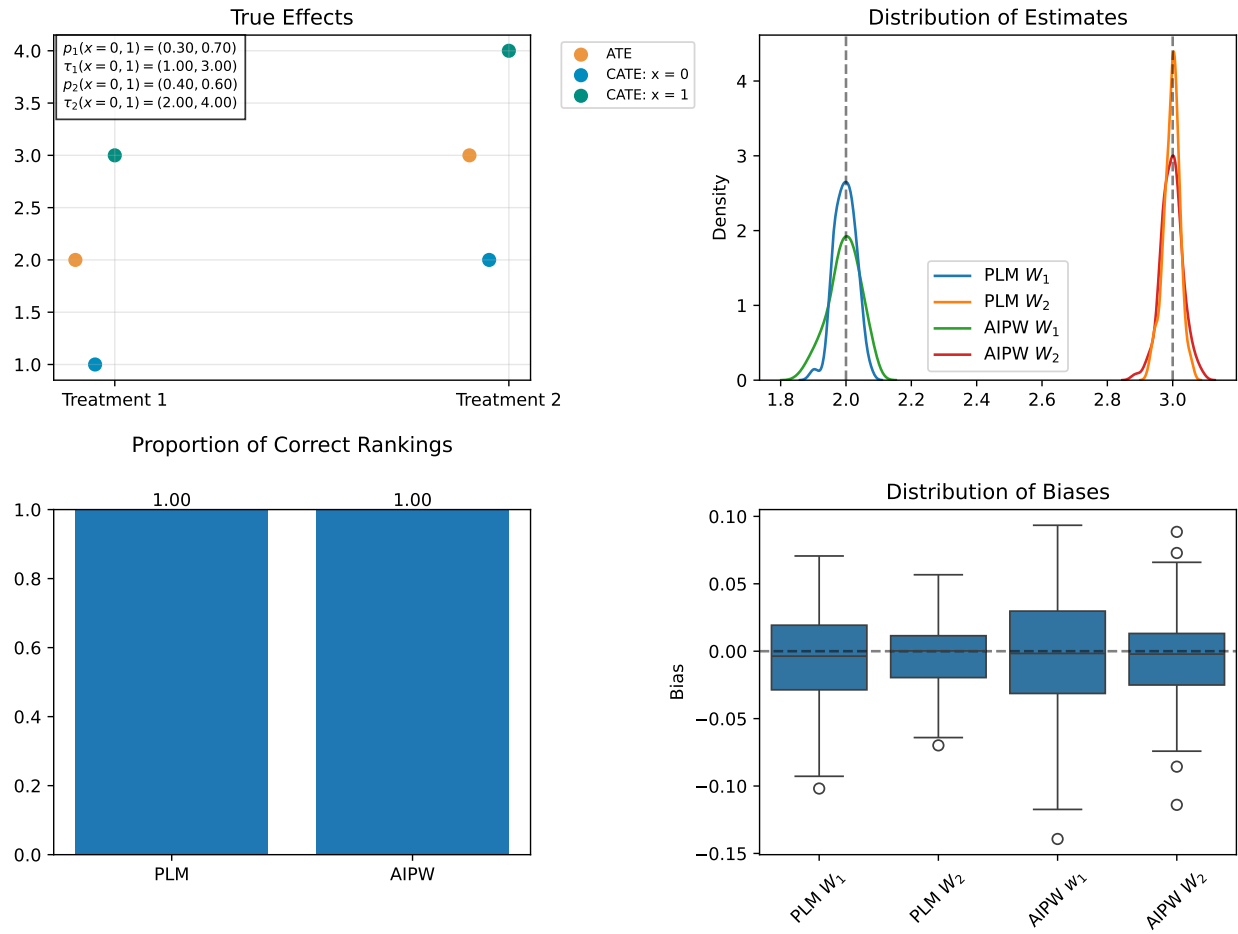 True Effects
p₁(x = 0, 1) = (0.30, 0.70)
τ₁(x = 0, 1) = (1.00, 3.00)
p₂(x = 0, 1) = (0.40, 0.60)
τ₂(x = 0, 1) = (2.00, 4.00)
4.0
3.5
3.0
2.5
2.0
1.5
1.0
Treatment 1
Treatment 2
ATE
CATE: x = 0
CATE: x = 1
Distribution of Estimates
Density
4
3
2
1
0
1.8
2.0
2.2
2.4
2.6
2.8
3.0
PLM W₁
PLM W₂
AIPW W₁
AIPW W₂
Proportion of Correct Rankings
1.00
1.00
1.0
0.8
0.6
0.4
0.2
0.0
PLM
AIPW
Distribution of Biases
Bias
0.10
0.05
0.00
−0.05
−0.10
−0.15
PLM W₁
PLM W₂
AIPW w₁
AIPW W₂